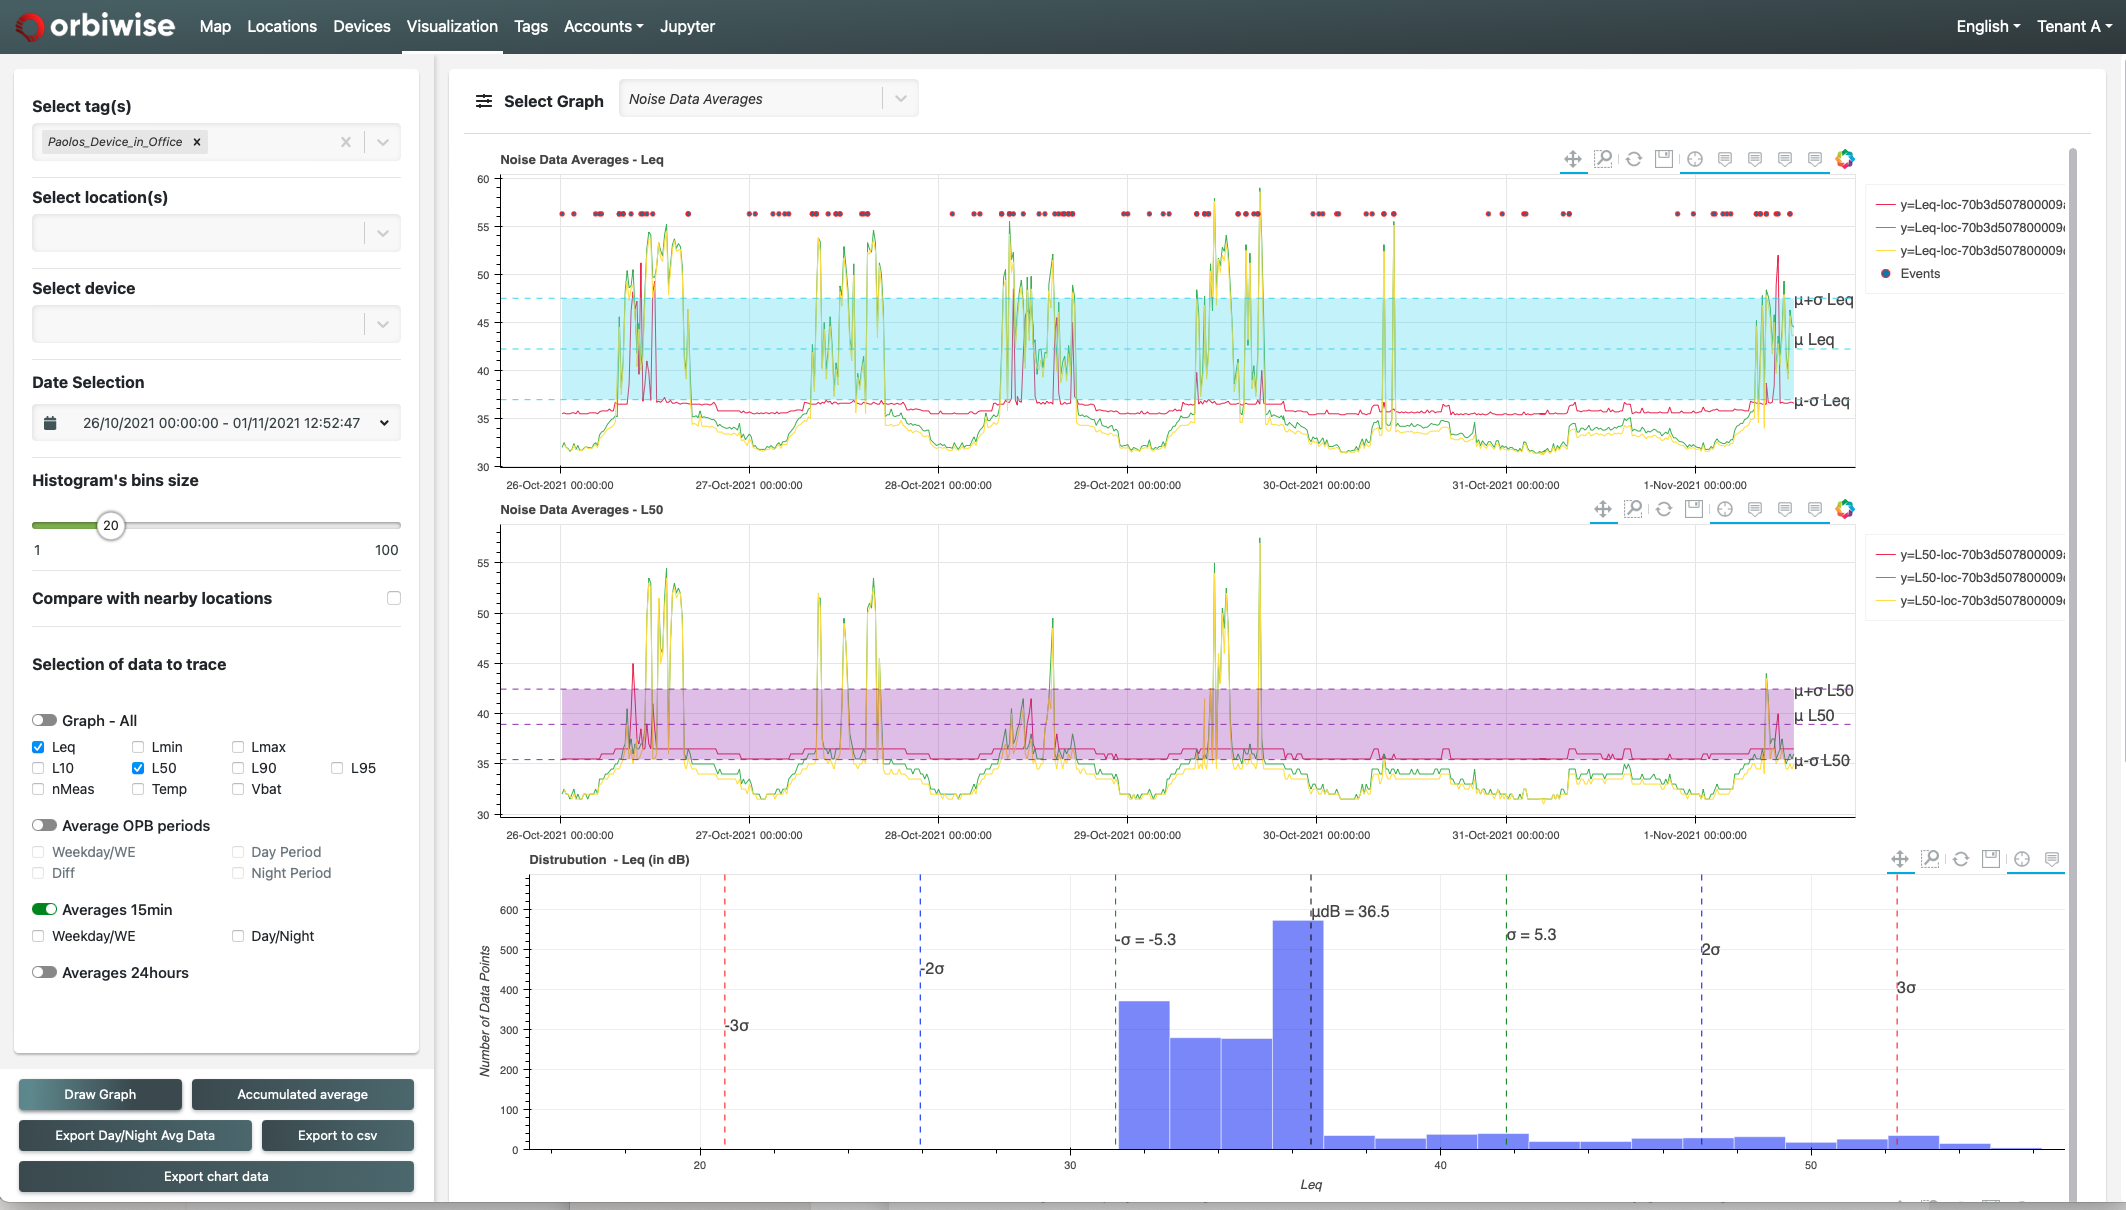 orbiwise Map Locations Devices Visualization Tags Accounts Jupyter English Tenant A
Select tag(s)
Paolos_Device_in_Office
Select location(s)
Select device
Date Selection
26/10/2021 00:00:00 - 01/11/2021 12:52:47
Histogram's bins size
20
1 100
Compare with nearby locations
Selection of data to trace
Graph - All
Leq Lmin Lmax
L10 L50 L90 L95
nMeas Temp Vbat
Average OPB periods
Weekday/WE Day Period
Diff Night Period
Averages 15min
Weekday/WE Day/Night
Averages 24hours
Draw Graph Accumulated average
Export Day/Night Avg Data Export to csv
Export chart data
Select Graph Noise Data Averages
Noise Data Averages - Leq
60
55
50
45
40
35
30
μ+σ Leq
μ Leq
μ-σ Leq
26-Oct-2021 00:00:00 27-Oct-2021 00:00:00 28-Oct-2021 00:00:00 29-Oct-2021 00:00:00 30-Oct-2021 00:00:00 31-Oct-2021 00:00:00 1-Nov-2021 00:00:00
y=Leq-loc-70b3d507800009
y=Leq-loc-70b3d507800009
y=Leq-loc-70b3d507800009
Events
Noise Data Averages - L50
55
50
45
40
35
30
μ+σ L50
μ L50
μ-σ L50
26-Oct-2021 00:00:00 27-Oct-2021 00:00:00 28-Oct-2021 00:00:00 29-Oct-2021 00:00:00 30-Oct-2021 00:00:00 31-Oct-2021 00:00:00 1-Nov-2021 00:00:00
y=L50-loc-70b3d507800009
y=L50-loc-70b3d507800009
y=L50-loc-70b3d507800009
Distrubution - Leq (in dB)
Number of Data Points
600
500
400
300
200
100
0
-3σ
-2σ
-σ = -5.3
μdB = 36.5
σ = 5.3
2σ
3σ
20 30 40 50
Leq